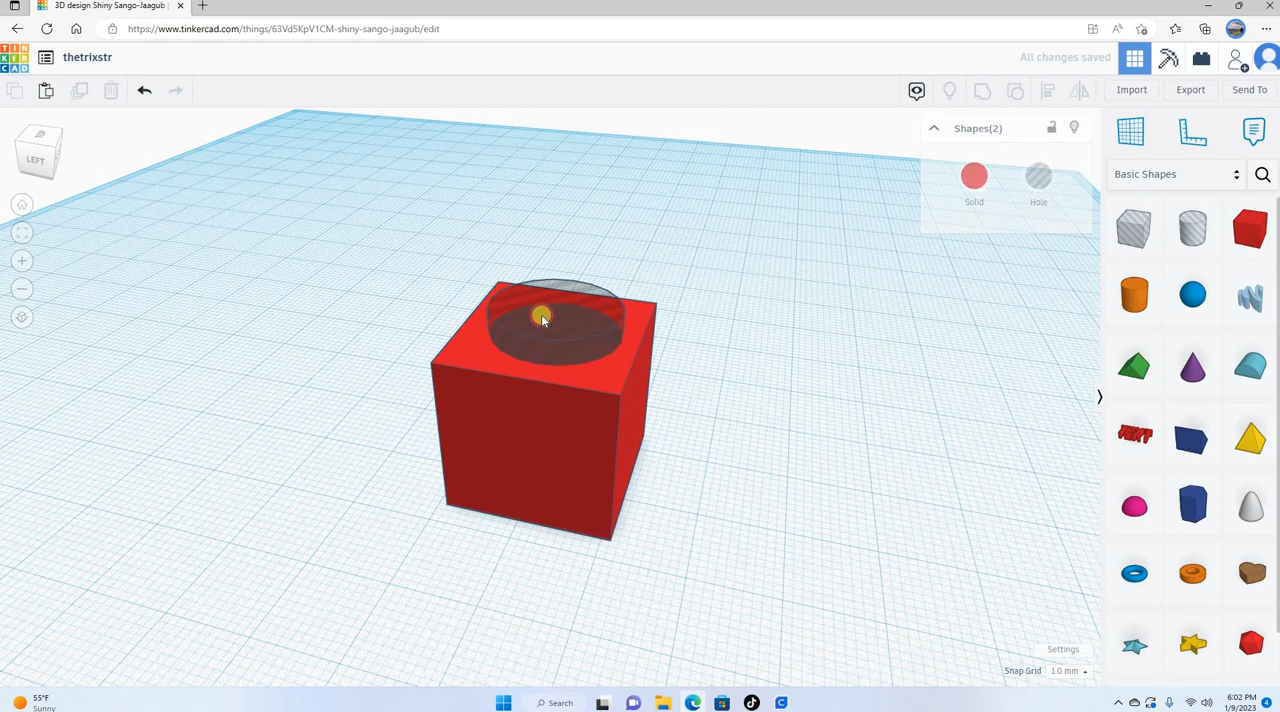 3D design Shiny Sango-Jaagub |
https://www.tinkercad.com/things/63Vd5KpV1CM-shiny-sango-jaagub/edit
TIN
KER
CAD
thetrixstr
All changes saved
Import
Export
Send To
Shapes(2)
Solid
Hole
LEFT
Basic Shapes
TEXT
Settings
Snap Grid
1.0 mm
55°F
Sunny
Search
6:02 PM
1/9/2023